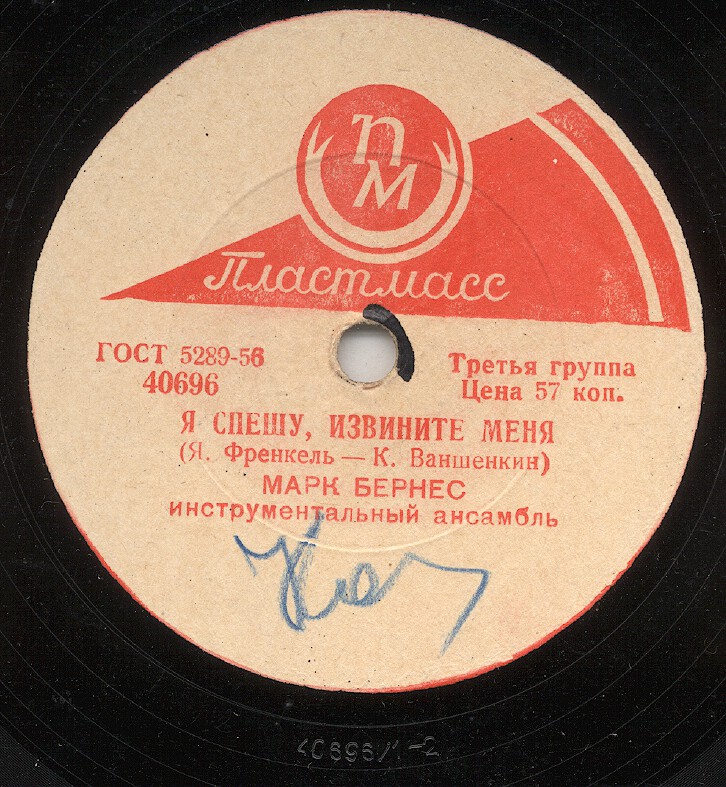 ПМ
Пластмасс
ГОСТ 5289-56
40696
Третья группа
Цена 57 коп.
Я СПЕШУ, ИЗВИНИТЕ МЕНЯ
(Я. Френкель — К. Ваншенкин)
МАРК БЕРНЕС
инструментальный ансамбль
40696/1-2